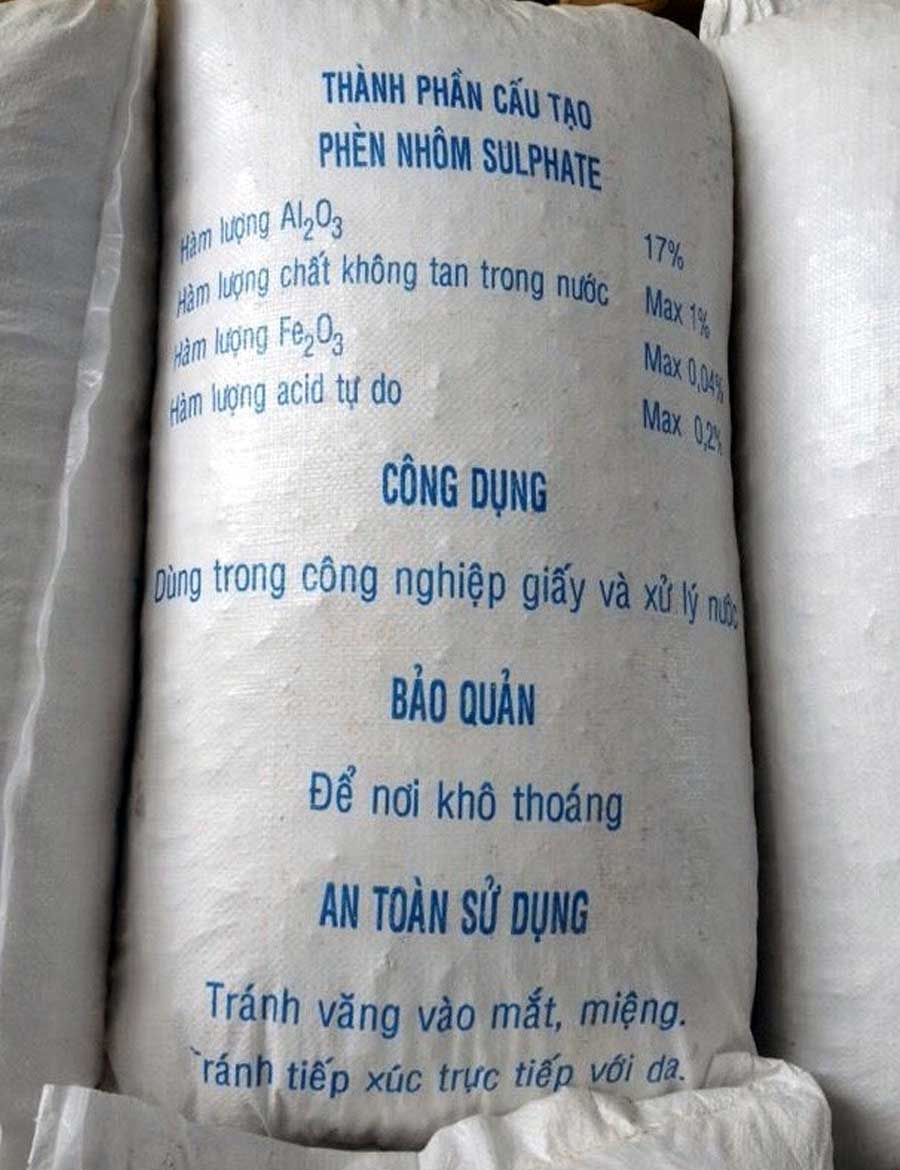 THÀNH PHẦN CẤU TẠO
PHÈN NHÔM SULPHATE
Hàm lượng Al₂O₃ 17%
Hàm lượng chất không tan trong nước Max 1%
Hàm lượng Fe₂O₃ Max 0,04%
Hàm lượng acid tự do Max 0,2%
CÔNG DỤNG
Dùng trong công nghiệp giấy và xử lý nước
BẢO QUẢN
Để nơi khô thoáng
AN TOÀN SỬ DỤNG
Tránh văng vào mắt, miệng.
Tránh tiếp xúc trực tiếp với da.